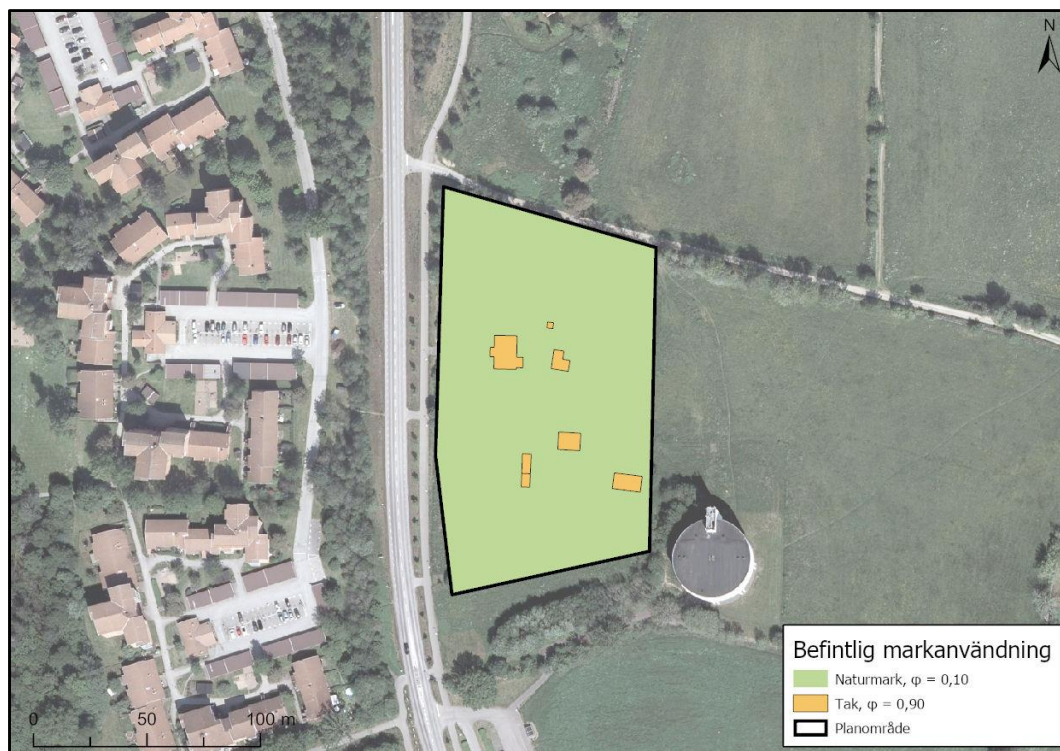 N
Befintlig markanvändning
Naturmark, φ = 0,10
Tak, φ = 0,90
Planområde
0 50 100 m